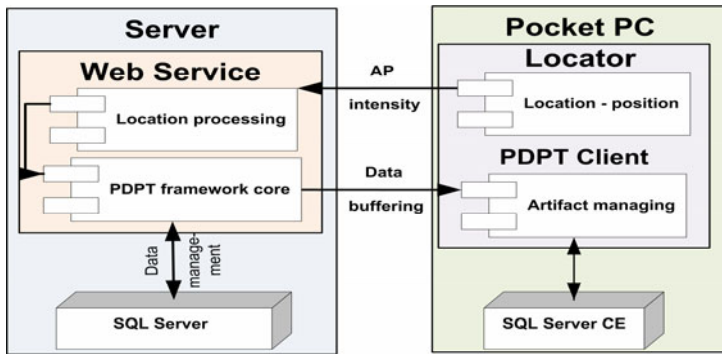 Server
Web Service
Location processing
PDPT framework core
Data
manage-
ment
SQL Server
AP
intensity
Data
buffering
Pocket PC
Locator
Location - position
PDPT Client
Artifact managing
SQL Server CE